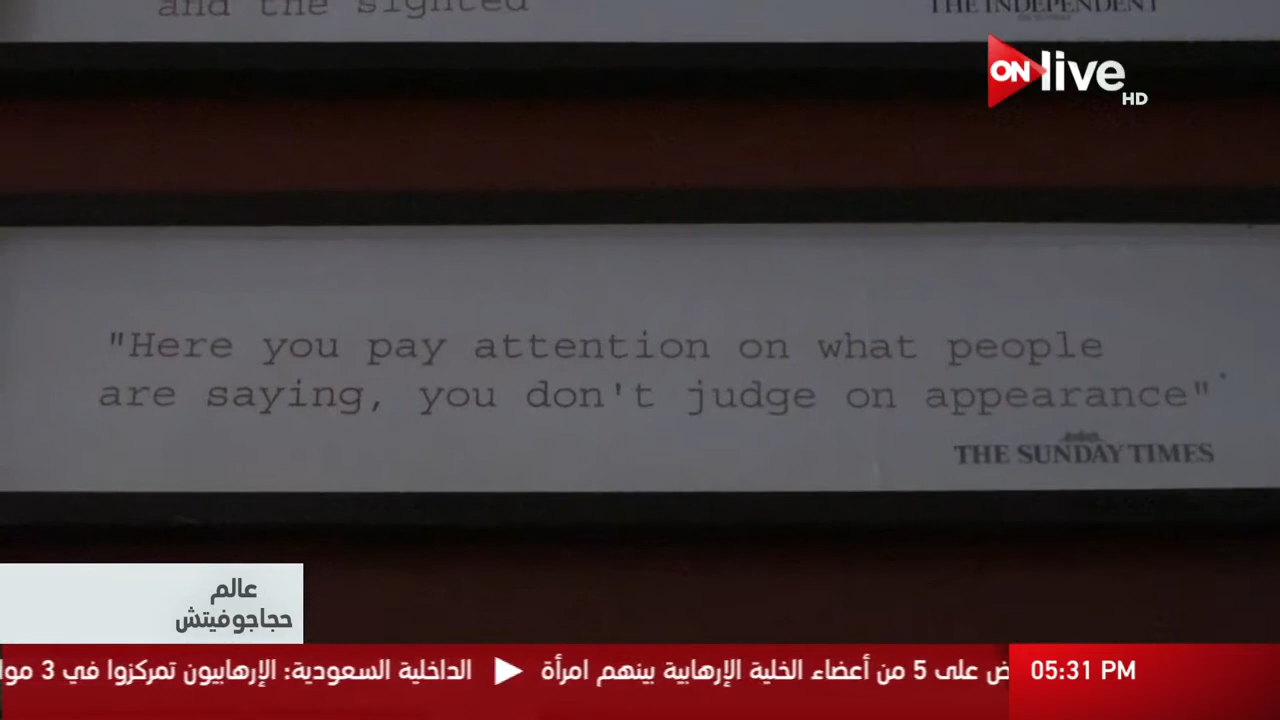 and the sighted
THE INDEPENDENT
ON live
HD
"Here you pay attention on what people
are saying, you don't judge on appearance"
THE SUNDAY TIMES
عالم
حجاجوفيتش
على 5 من أعضاء الخلية الإرهابية بينهم امرأة ◀ الداخلية السعودية: الإرهابيون تمركزوا في 3
05:31 PM